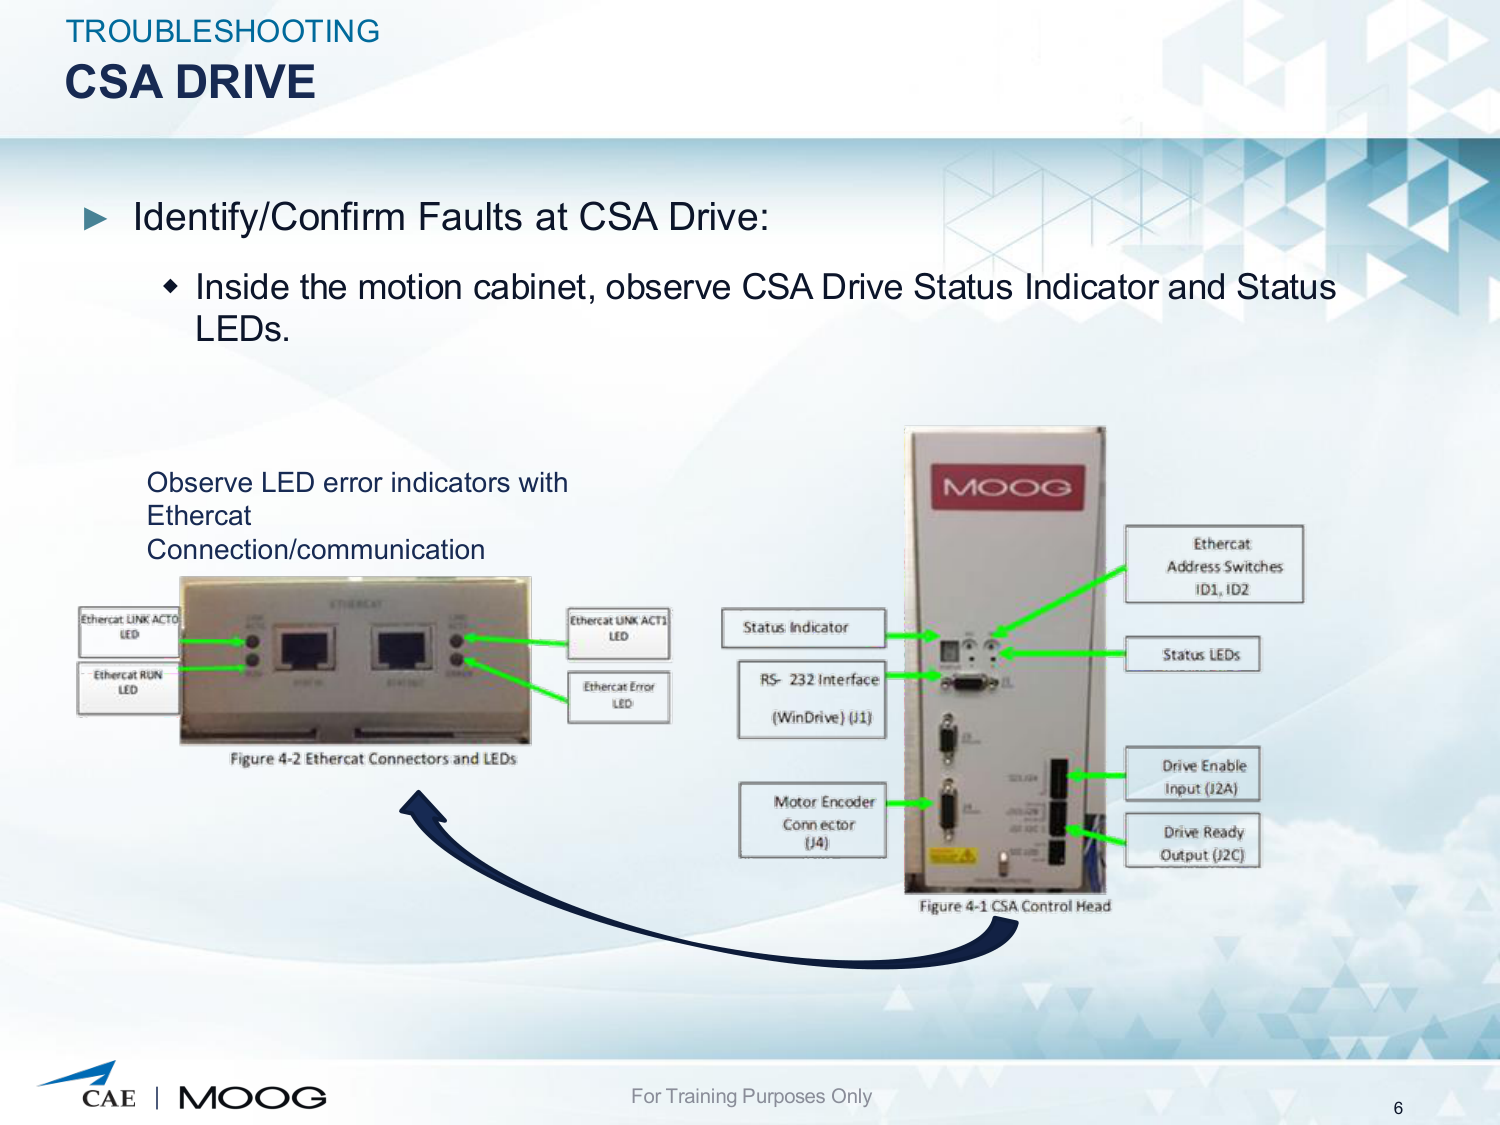 TROUBLESHOOTING
CSA DRIVE
► Identify/Confirm Faults at CSA Drive:
◆ Inside the motion cabinet, observe CSA Drive Status Indicator and Status
LEDs.
Observe LED error indicators with
Ethercat
Connection/communication
Ethercat LINK ACT0
LED
Ethercat RUN
LED
ETHERCAT
Ethercat LINK ACT1
LED
Ethercat Error
LED
Figure 4-2 Ethercat Connectors and LEDs
MOOG
Status Indicator
RS- 232 Interface
(WinDrive) (J1)
Motor Encoder
Conn ector
(J4)
Ethercat
Address Switches
ID1, ID2
Status LEDs
Drive Enable
Input (J2A)
Drive Ready
Output (J2C)
Figure 4-1 CSA Control Head
CAE | MOOG
For Training Purposes Only
6